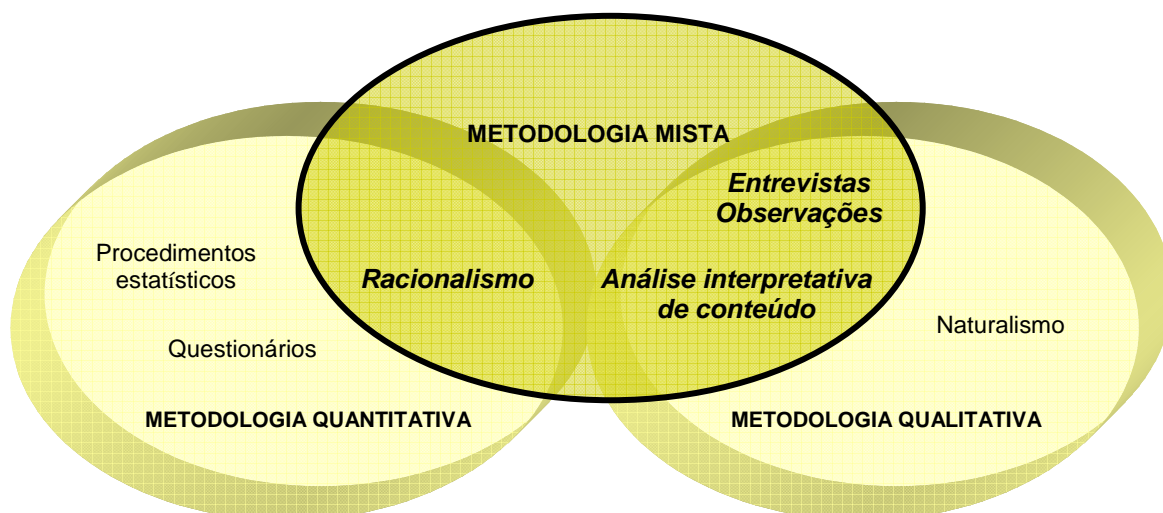 METODOLOGIA MISTA
Entrevistas
Observações
Procedimentos
estatísticos
Racionalismo
Análise interpretativa
de conteúdo
Naturalismo
Questionários
METODOLOGIA QUANTITATIVA
METODOLOGIA QUALITATIVA